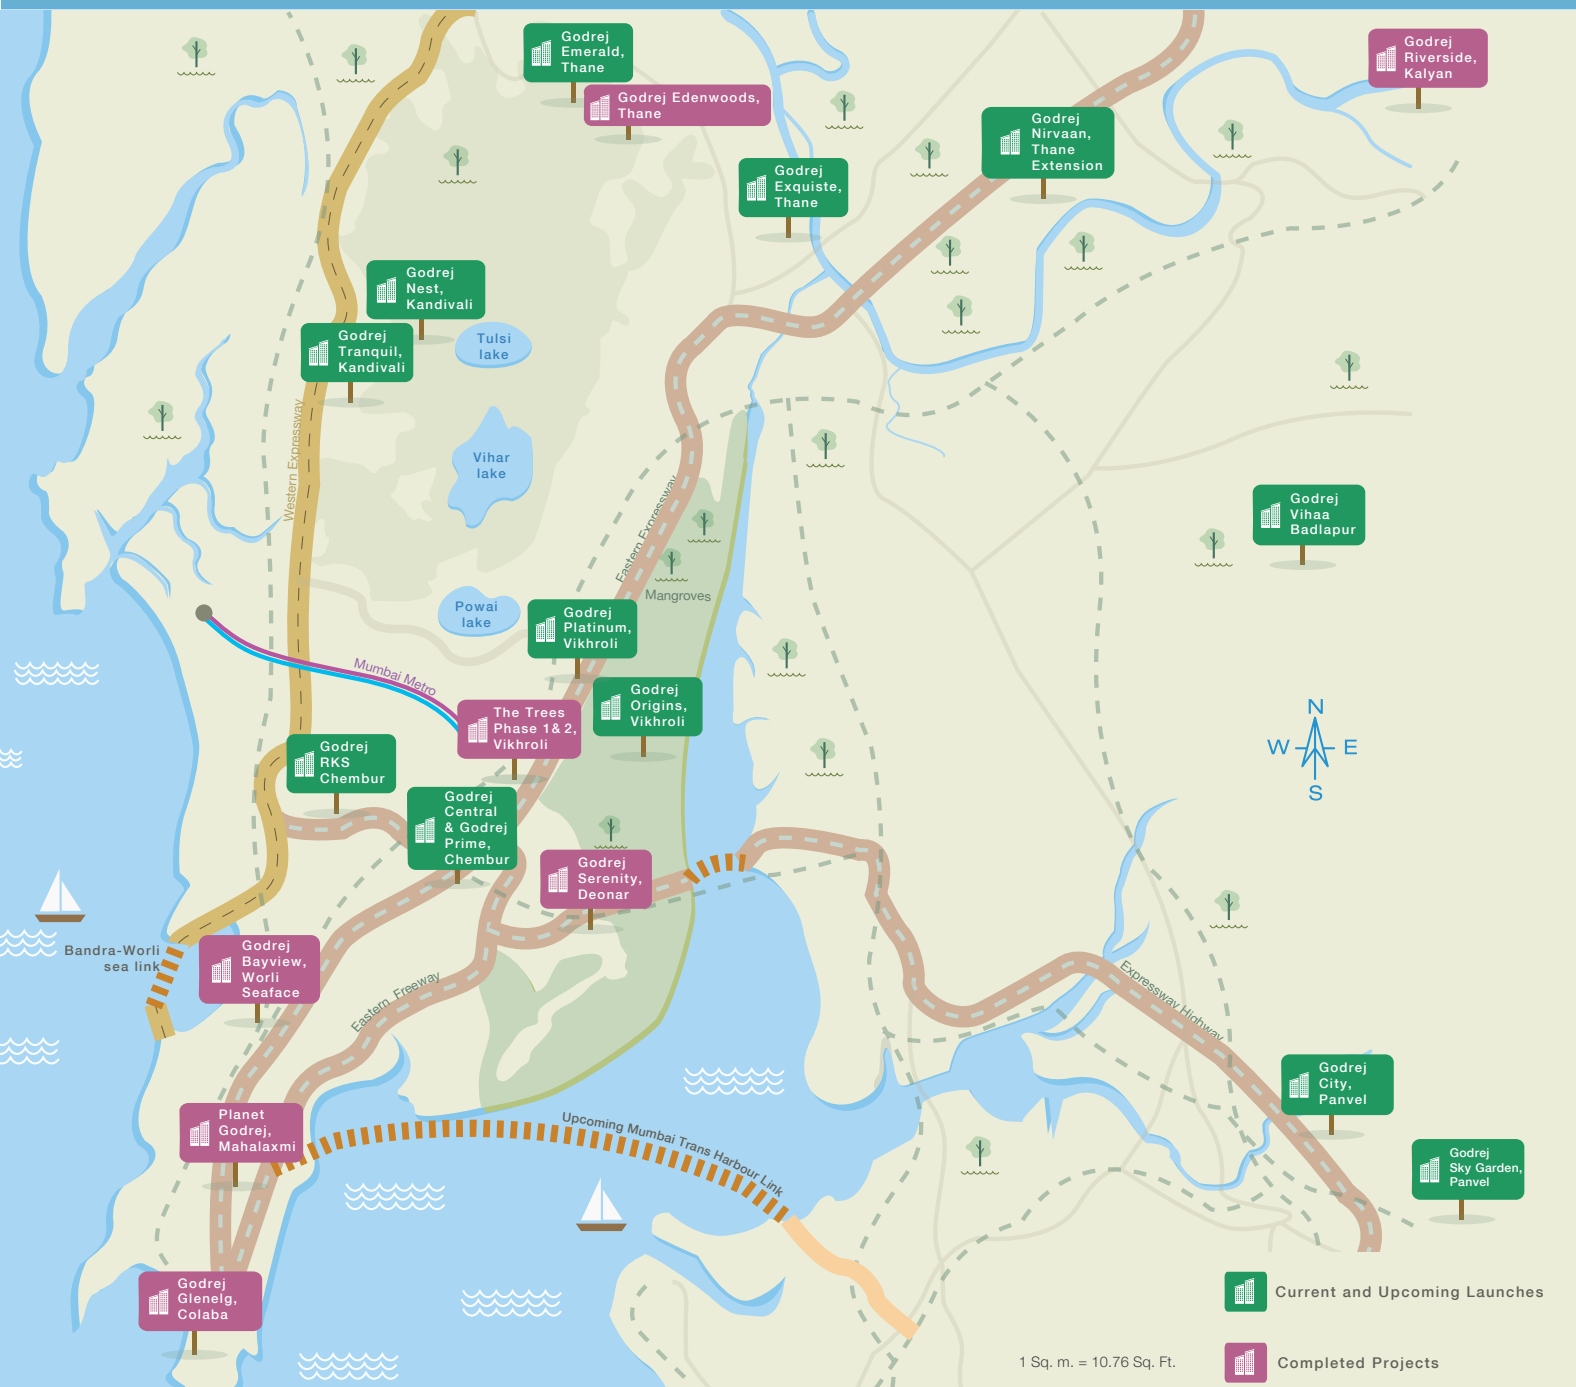 Godrej
Emerald,
Thane
Godrej Edenwoods,
Thane
Godrej
Riverside,
Kalyan
Godrej
Nirvaan,
Thane
Extension
Godrej
Exquiste,
Thane
Godrej
Nest,
Kandivali
Godrej
Tranquil,
Kandivali
Tulsi
lake
Western Expressway
Vihar
lake
Eastern Expressway
Godrej
Vihaa
Badlapur
Mangroves
Powai
lake
Godrej
Platinum,
Vikhroli
Mumbai Metro
Godrej
Origins,
Vikhroli
The Trees
Phase 1 & 2,
Vikhroli
N
W E
S
Godrej
RKS
Chembur
Godrej
Central
& Godrej
Prime,
Chembur
Godrej
Serenity,
Deonar
Bandra-Worli
sea link
Godrej
Bayview,
Worli
Seaface
Eastern Freeway
Expressway Highway
Godrej
City,
Panvel
Planet
Godrej,
Mahalaxmi
Upcoming Mumbai Trans Harbour Link
Godrej
Sky Garden,
Panvel
Godrej
Glenelg,
Colaba
Current and Upcoming Launches
1 Sq. m. = 10.76 Sq. Ft.
Completed Projects